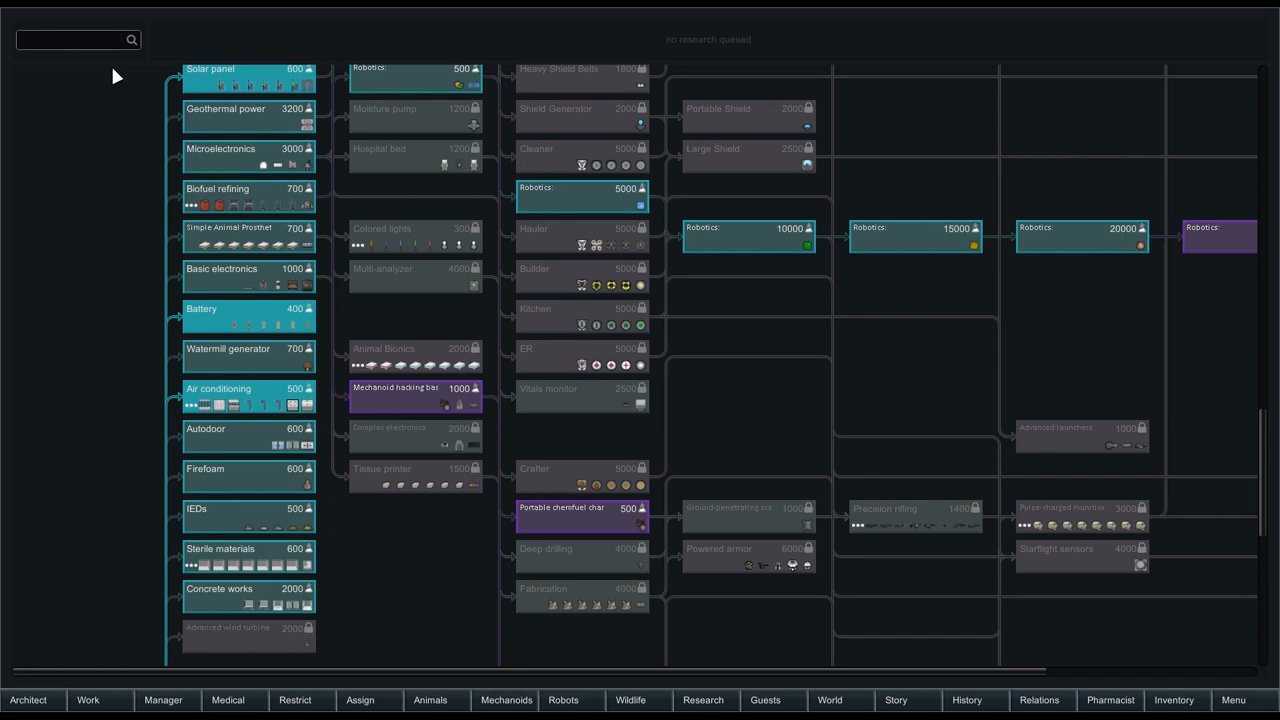 no research queued
Solar panel 600
Robotics: 500
Heavy Shield Belts 1800
Geothermal power 3200
Moisture pump 1200
Shield Generator 2000
Portable Shield 2000
Microelectronics 3000
Hospital bed 1200
Cleaner 5000
Large Shield 2500
Biofuel refining 700
Robotics: 5000
Simple Animal Prosthet 700
Colored lights 300
Hauler 5000
Robotics: 10000
Robotics: 15000
Robotics: 20000
Robotics:
Basic electronics 1000
Multi-analyzer 4000
Builder 5000
Battery 400
Kitchen 5000
Watermill generator 700
Animal Bionics 2000
ER 5000
Air conditioning 500
Mechanoid hacking bas 1000
Vitals monitor 2500
Autodoor 600
Complex electronics 2000
Advanced launchers 1000
Firefoam 600
Tissue printer 1500
Crafter 5000
IEDs 500
Portable chemfuel char 500
Ground-penetrating sca 1000
Precision rifling 1400
Pulse-charged munition 3000
Sterile materials 600
Deep drilling 4000
Powered armor 6000
Starflight sensors 4000
Concrete works 2000
Fabrication 4000
Advanced wind turbine 2000
Architect Work Manager Medical Restrict Assign Animals Mechanoids Robots Wildlife Research Guests World Story History Relations Pharmacist Inventory Menu